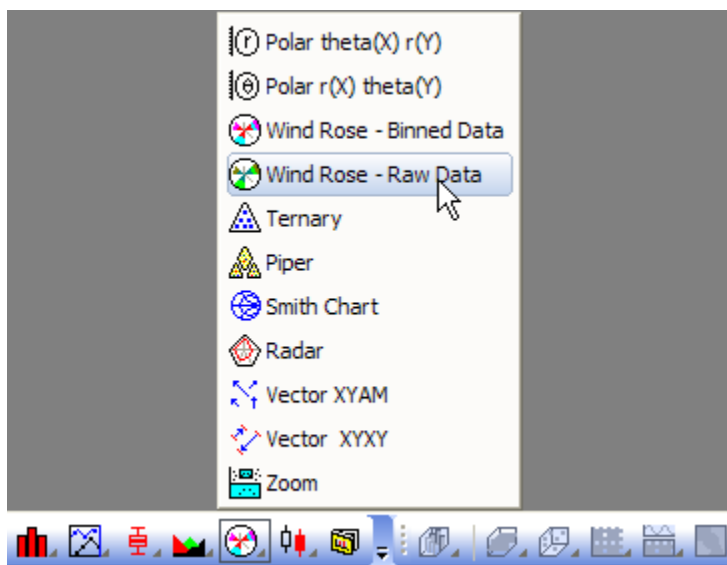 Polar theta(X) r(Y)
Polar r(X) theta(Y)
Wind Rose - Binned Data
Wind Rose - Raw Data
Ternary
Piper
Smith Chart
Radar
Vector XYAM
Vector XYXY
Zoom